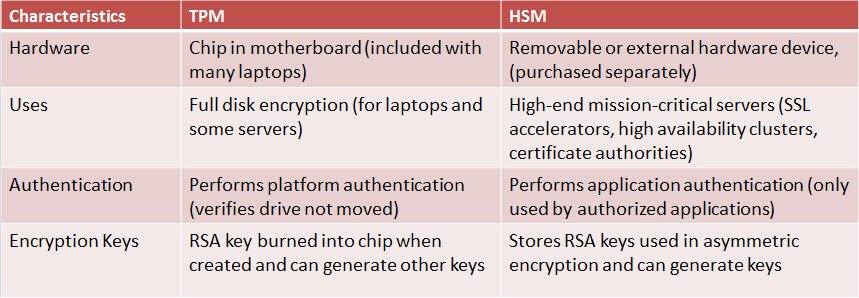 Characteristics TPM HSM
Hardware Chip in motherboard (included with Removable or external hardware device,
many laptops) (purchased separately)
Uses Full disk encryption (for laptops and High-end mission-critical servers (SSL
some servers) accelerators, high availability clusters,
certificate authorities)
Authentication Performs platform authentication Performs application authentication (only
(verifies drive not moved) used by authorized applications)
Encryption Keys RSA key burned into chip when Stores RSA keys used in asymmetric
created and can generate other keys encryption and can generate keys